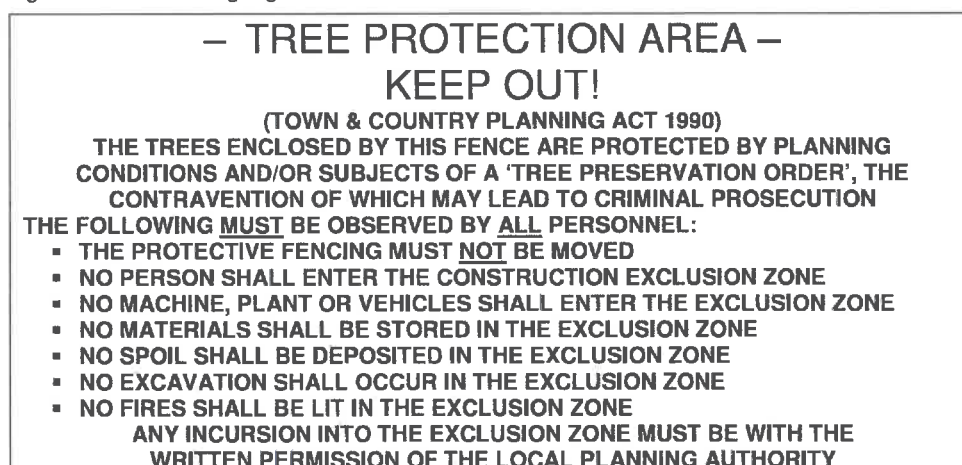 – TREE PROTECTION AREA –
KEEP OUT!
(TOWN & COUNTRY PLANNING ACT 1990)
THE TREES ENCLOSED BY THIS FENCE ARE PROTECTED BY PLANNING
CONDITIONS AND/OR SUBJECTS OF A ‘TREE PRESERVATION ORDER’, THE
CONTRAVENTION OF WHICH MAY LEAD TO CRIMINAL PROSECUTION
THE FOLLOWING MUST BE OBSERVED BY ALL PERSONNEL:
▪ THE PROTECTIVE FENCING MUST NOT BE MOVED
▪ NO PERSON SHALL ENTER THE CONSTRUCTION EXCLUSION ZONE
▪ NO MACHINE, PLANT OR VEHICLES SHALL ENTER THE EXCLUSION ZONE
▪ NO MATERIALS SHALL BE STORED IN THE EXCLUSION ZONE
▪ NO SPOIL SHALL BE DEPOSITED IN THE EXCLUSION ZONE
▪ NO EXCAVATION SHALL OCCUR IN THE EXCLUSION ZONE
▪ NO FIRES SHALL BE LIT IN THE EXCLUSION ZONE
ANY INCURSION INTO THE EXCLUSION ZONE MUST BE WITH THE
WRITTEN PERMISSION OF THE LOCAL PLANNING AUTHORITY